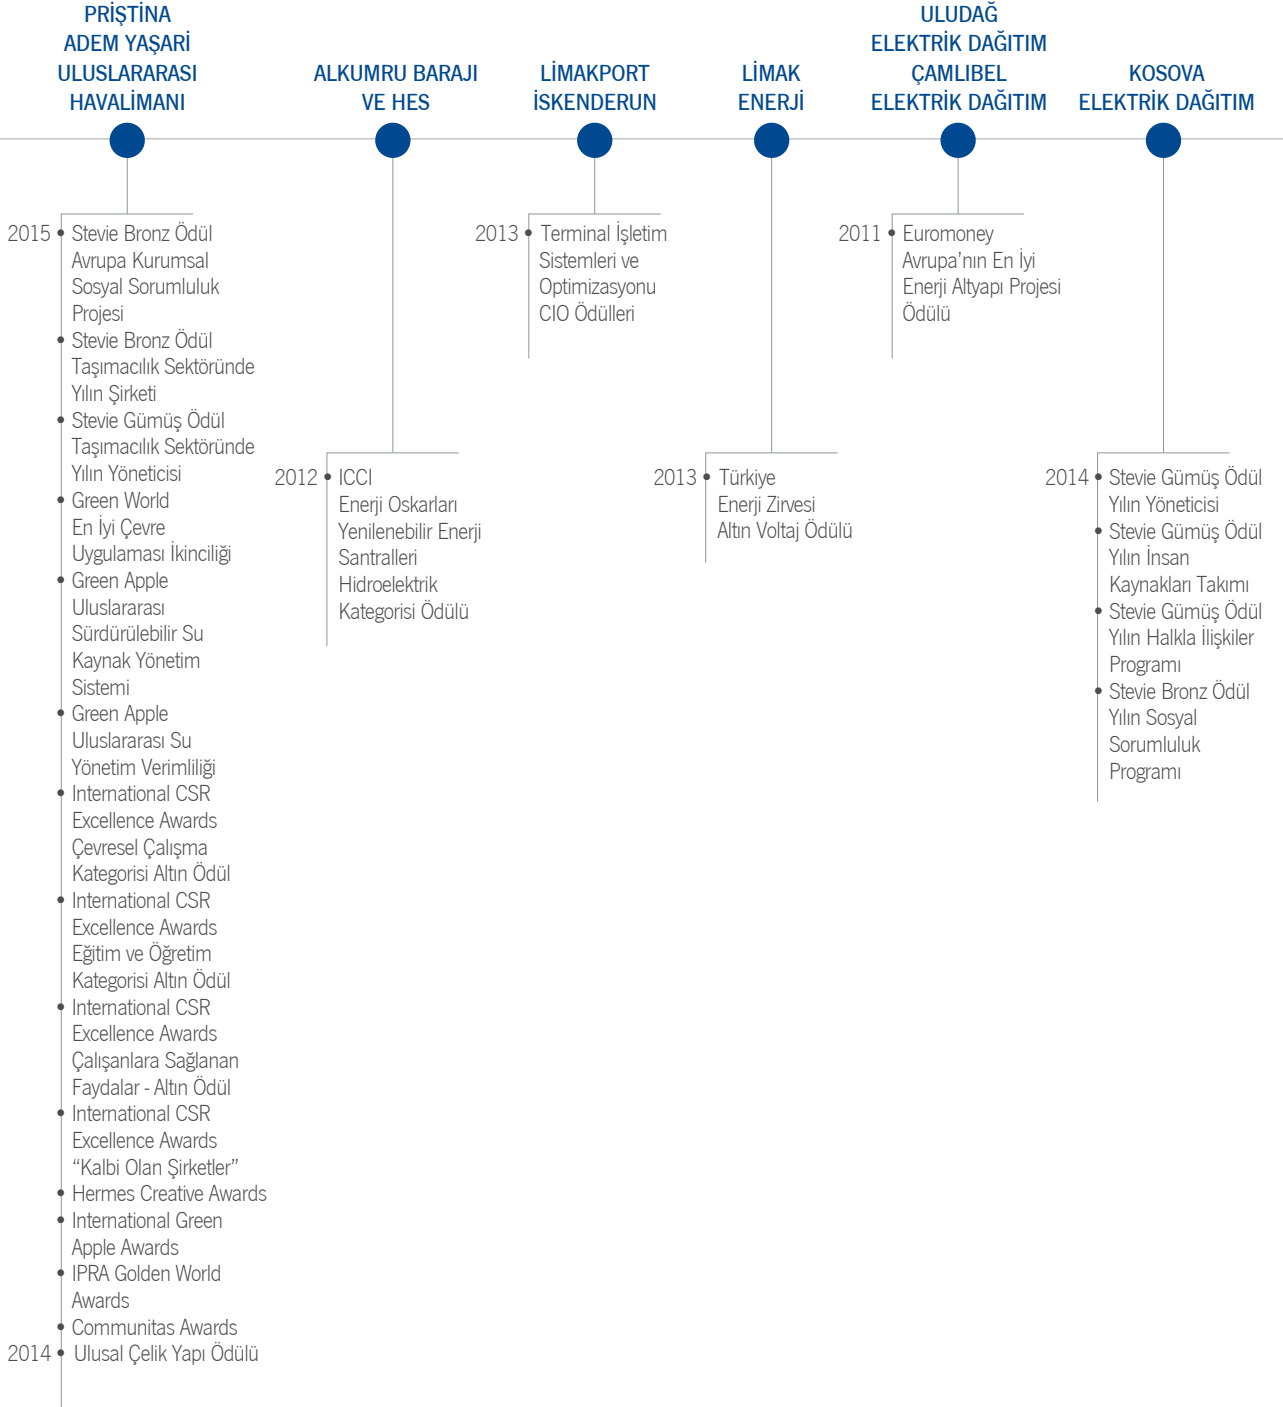 PRİŞTİNA
ADEM YAŞARİ
ULUSLARARASI
HAVALİMANI
ALKUMRU BARAJI
VE HES
LİMAKPORT
İSKENDERUN
LİMAK
ENERJİ
ULUDAĞ
ELEKTRİK DAĞITIM
ÇAMLIBEL
ELEKTRİK DAĞITIM
KOSOVA
ELEKTRİK DAĞITIM
2015 • Stevie Bronz Ödül
Avrupa Kurumsal
Sosyal Sorumluluk
Projesi
• Stevie Bronz Ödül
Taşımacılık Sektöründe
Yılın Şirketi
• Stevie Gümüş Ödül
Taşımacılık Sektöründe
Yılın Yöneticisi
• Green World
En İyi Çevre
Uygulaması İkinciliği
• Green Apple
Uluslararası
Sürdürülebilir Su
Kaynak Yönetim
Sistemi
• Green Apple
Uluslararası Su
Yönetim Verimliliği
• International CSR
Excellence Awards
Çevresel Çalışma
Kategorisi Altın Ödül
• International CSR
Excellence Awards
Eğitim ve Öğretim
Kategorisi Altın Ödül
• International CSR
Excellence Awards
Çalışanlara Sağlanan
Faydalar - Altın Ödül
• International CSR
Excellence Awards
“Kalbi Olan Şirketler”
• Hermes Creative Awards
• International Green
Apple Awards
• IPRA Golden World
Awards
• Communitas Awards
2014 • Ulusal Çelik Yapı Ödülü
2012 • ICCI
Enerji Oskarları
Yenilenebilir Enerji
Santralleri
Hidroelektrik
Kategorisi Ödülü
2013 • Terminal İşletim
Sistemleri ve
Optimizasyonu
CIO Ödülleri
2013 • Türkiye
Enerji Zirvesi
Altın Voltaj Ödülü
2011 • Euromoney
Avrupa’nın En İyi
Enerji Altyapı Projesi
Ödülü
2014 • Stevie Gümüş Ödül
Yılın Yöneticisi
• Stevie Gümüş Ödül
Yılın İnsan
Kaynakları Takımı
• Stevie Gümüş Ödül
Yılın Halkla İlişkiler
Programı
• Stevie Bronz Ödül
Yılın Sosyal
Sorumluluk
Programı